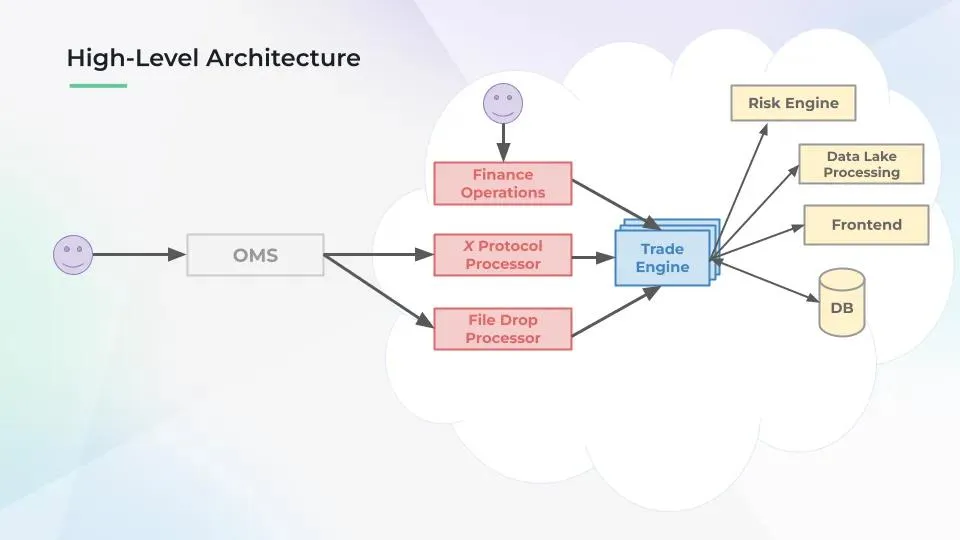 High-Level Architecture
Risk Engine
Data Lake
Processing
Finance
Operations
Frontend
OMS
X Protocol
Processor
Trade
Engine
File Drop
Processor
DB